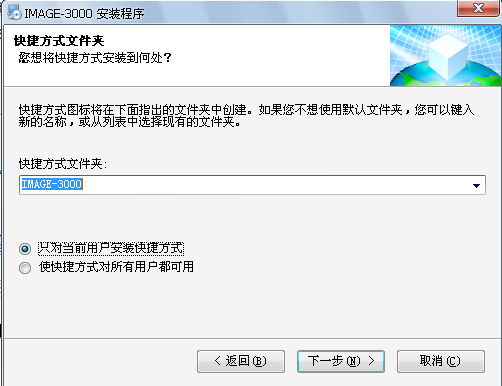 IMAGE-3000 安装程序
快捷方式文件夹
您想将快捷方式安装到何处?
快捷方式图标将在下面指出的文件夹中创建。如果您不想使用默认文件夹,您可以键入
新的名称,或从列表中选择现有的文件夹。
快捷方式文件夹:
IMAGE-3000
只对当前用户安装快捷方式
使快捷方式对所有用户都可用
< 返回(B) 下一步(N) > 取消(C)